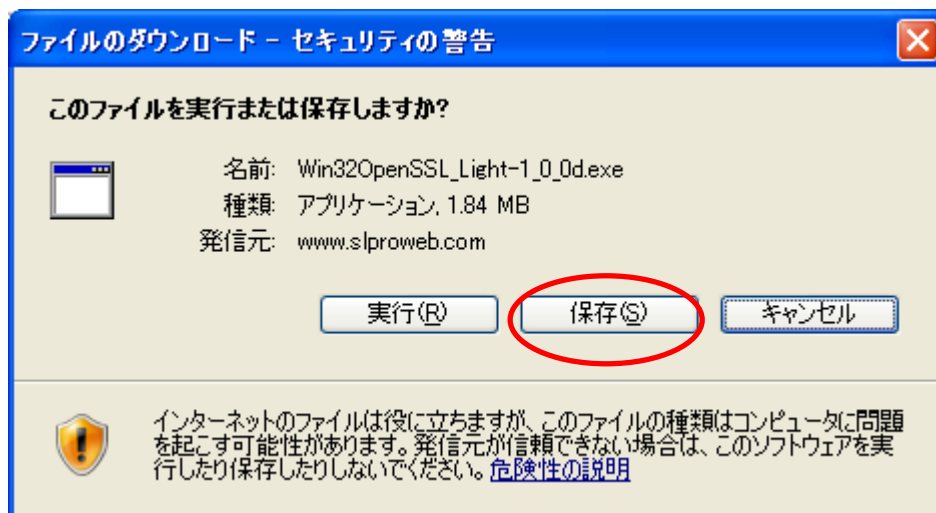 ファイルのダウンロード - セキュリティの警告
このファイルを実行または保存しますか?
名前: Win32OpenSSL_Light-1_0_0d.exe
種類: アプリケーション, 1.84 MB
発信元: www.slproweb.com
実行(R) 保存(S) キャンセル
インターネットのファイルは役に立ちますが、このファイルの種類はコンピュータに問題
を起こす可能性があります。発信元が信頼できない場合は、このソフトウェアを実
行したり保存したりしないでください。危険性の説明